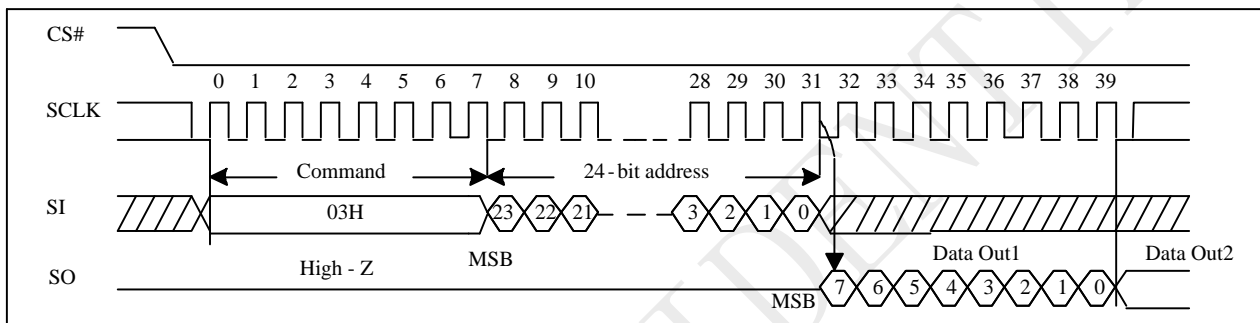 CS#
0 1 2 3 4 5 6 7 8 9 10 28 29 30 31 32 33 34 35 36 37 38 39
SCLK
Command 24-bit address
SI 03H 23 22 21 3 2 1 0
High - Z MSB Data Out1 Data Out2
SO MSB 7 6 5 4 3 2 1 0